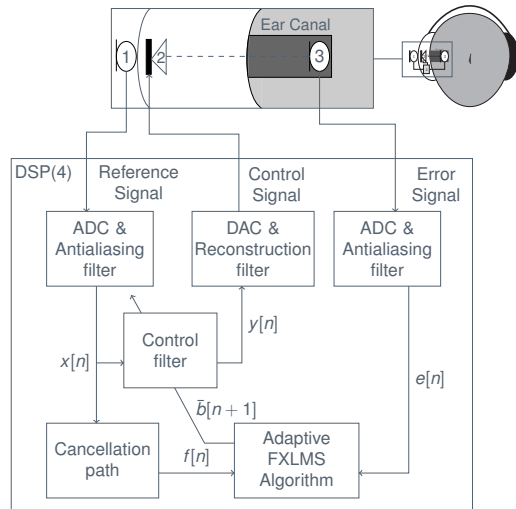 Ear Canal
1
2
3
DSP(4)
Reference
Signal
Control
Signal
Error
Signal
ADC &
Antialiasing
filter
DAC &
Reconstruction
filter
ADC &
Antialiasing
filter
Control
filter
y[n]
x[n]
e[n]
b̄[n + 1]
Cancellation
path
f[n]
Adaptive
FXLMS
Algorithm